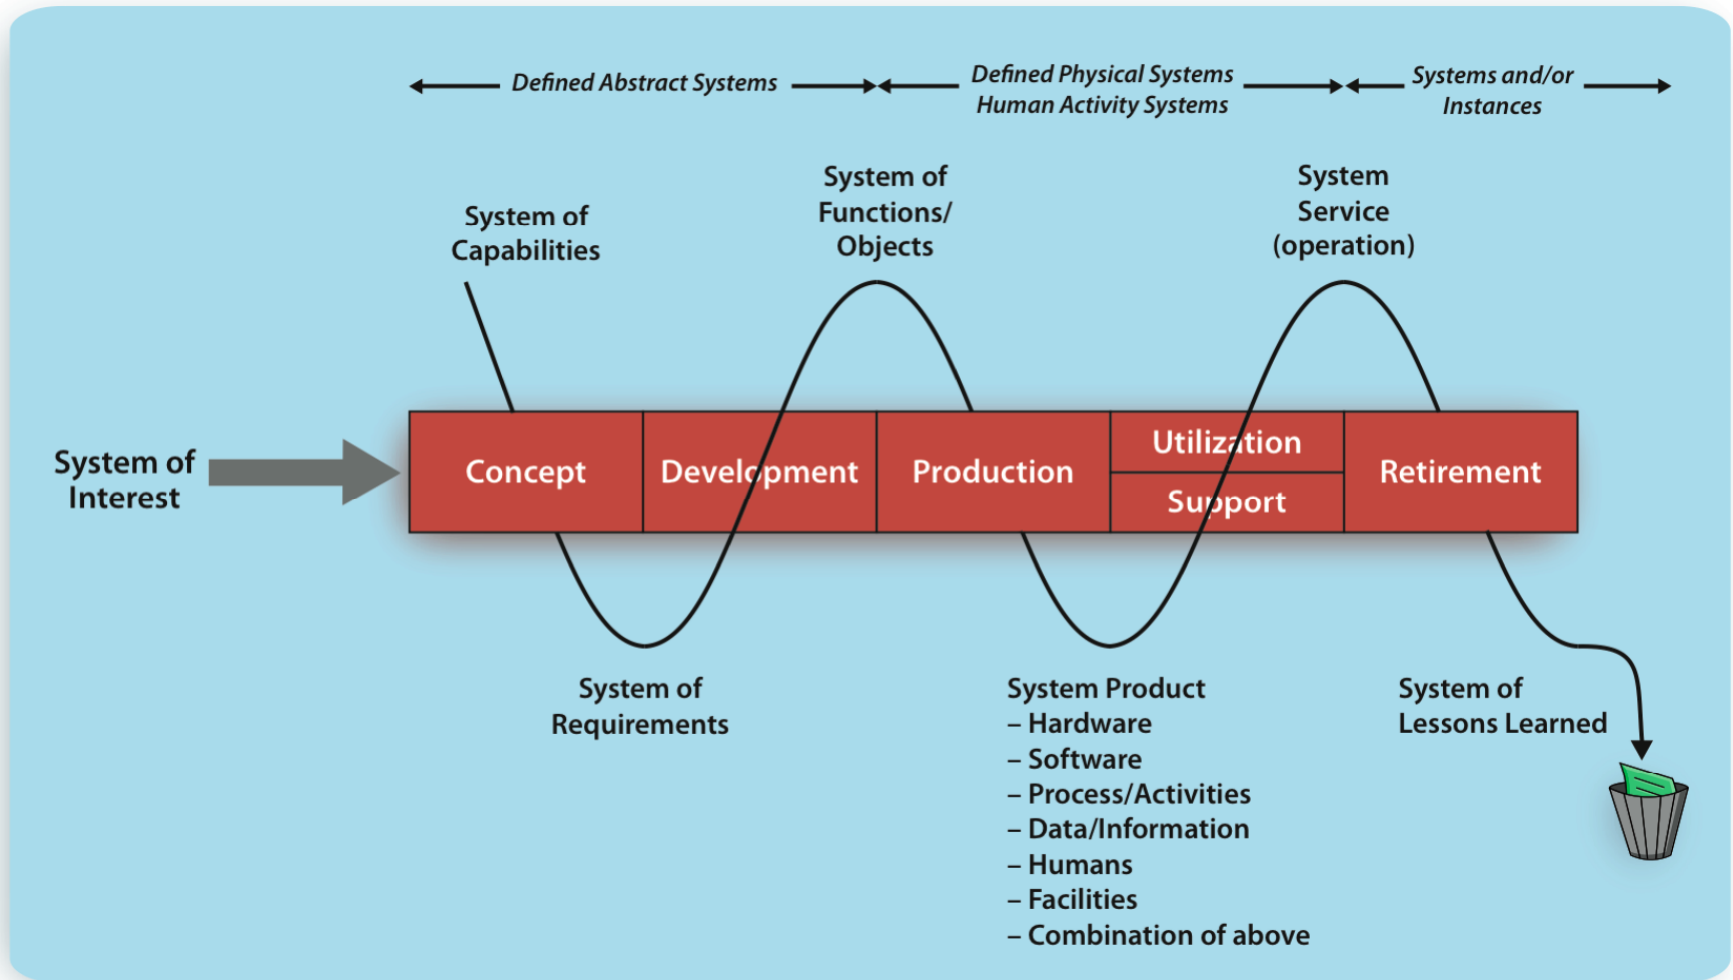 Defined Abstract Systems
Defined Physical Systems
Human Activity Systems
Systems and/or
Instances
System of
Capabilities
System of
Functions/
Objects
System
Service
(operation)
System of
Interest
Concept
Development
Production
Utilization
Support
Retirement
System of
Requirements
System Product
– Hardware
– Software
– Process/Activities
– Data/Information
– Humans
– Facilities
– Combination of above
System of
Lessons Learned